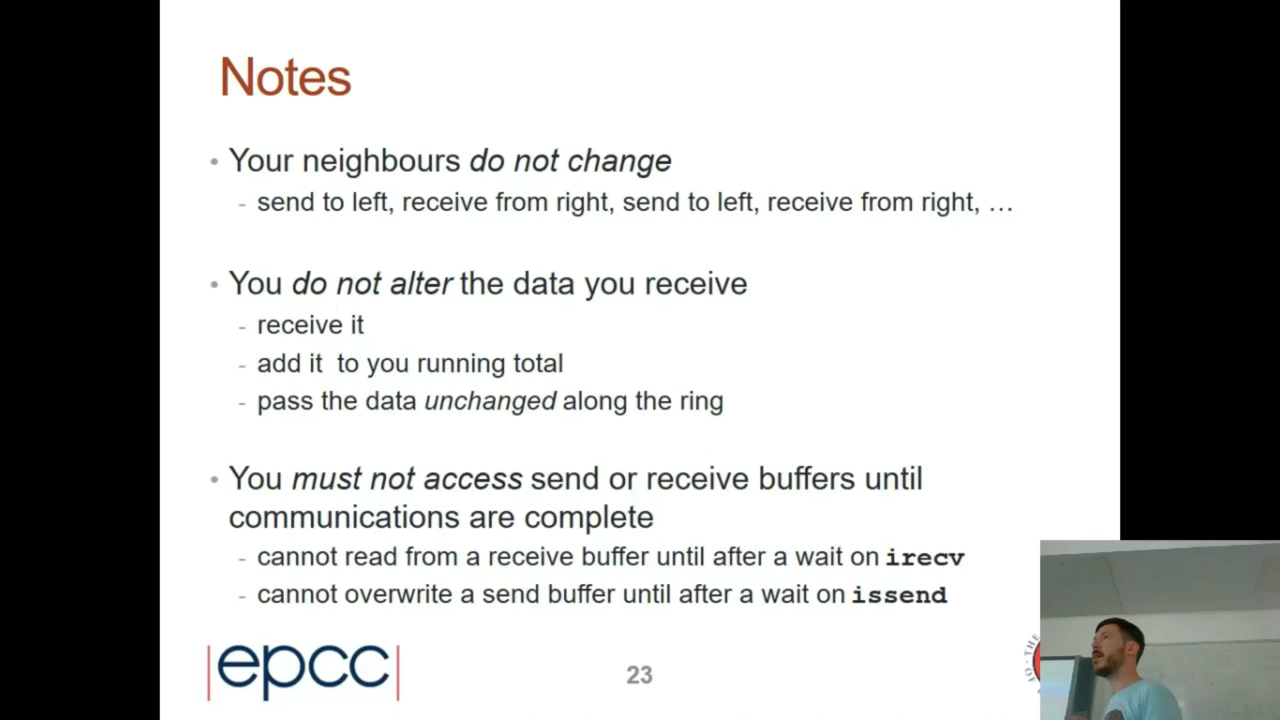 Notes
• Your neighbours do not change
- send to left, receive from right, send to left, receive from right, …
• You do not alter the data you receive
- receive it
- add it to you running total
- pass the data unchanged along the ring
• You must not access send or receive buffers until
communications are complete
- cannot read from a receive buffer until after a wait on irecv
- cannot overwrite a send buffer until after a wait on issend
|epcc|
23
THE